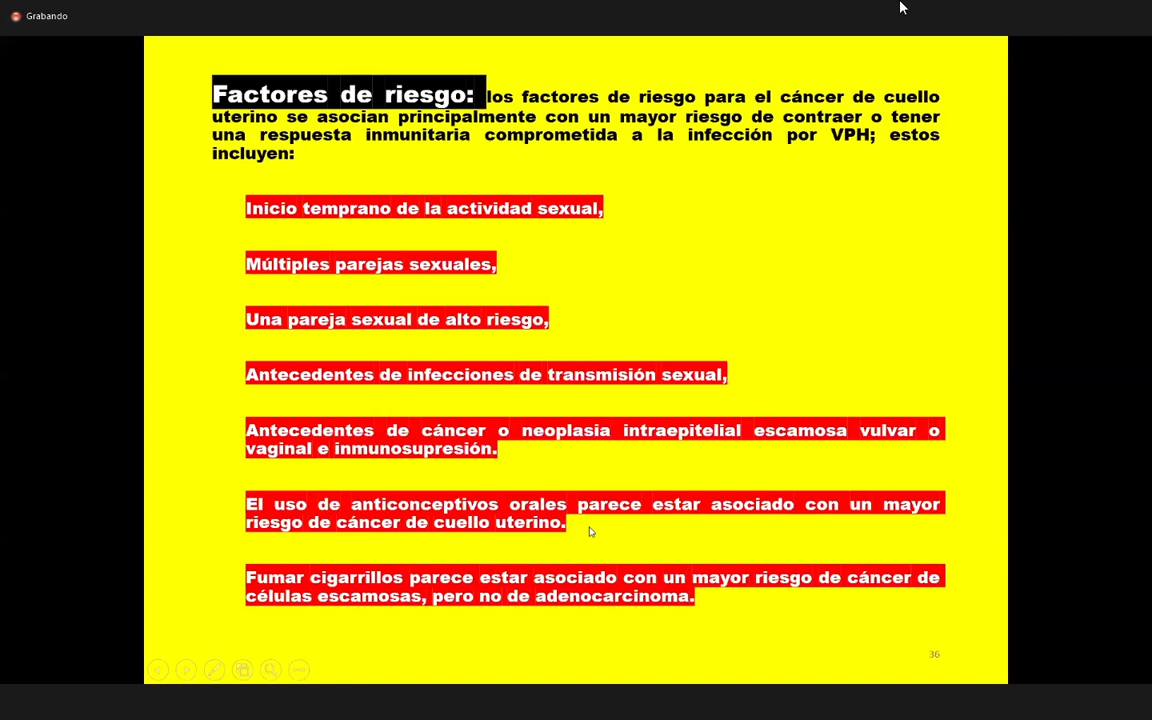 Grabando
Factores de riesgo: los factores de riesgo para el cáncer de cuello
uterino se asocian principalmente con un mayor riesgo de contraer o tener
una respuesta inmunitaria comprometida a la infección por VPH; estos
incluyen:
Inicio temprano de la actividad sexual,
Múltiples parejas sexuales,
Una pareja sexual de alto riesgo,
Antecedentes de infecciones de transmisión sexual,
Antecedentes de cáncer o neoplasia intraepitelial escamosa vulvar o
vaginal e inmunosupresión.
El uso de anticonceptivos orales parece estar asociado con un mayor
riesgo de cáncer de cuello uterino.
Fumar cigarrillos parece estar asociado con un mayor riesgo de cáncer de
células escamosas, pero no de adenocarcinoma.
36